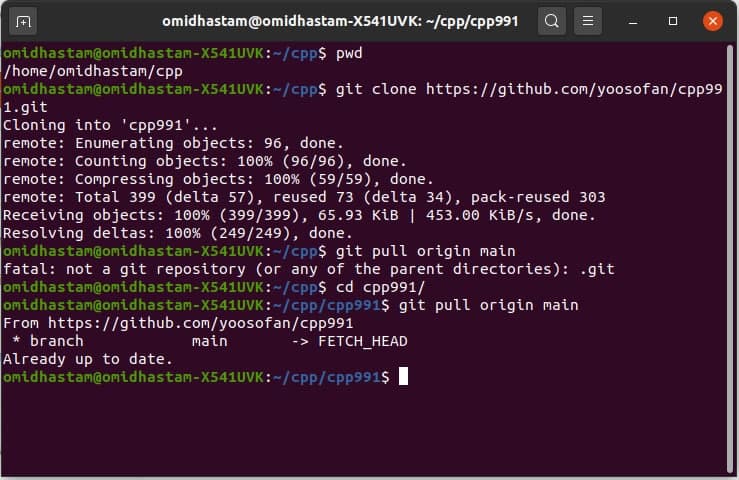 omidhastam@omidhastam-X541UVK: ~/cpp/cpp991
omidhastam@omidhastam-X541UVK:~/cpp$ pwd
/home/omidhastam/cpp
omidhastam@omidhastam-X541UVK:~/cpp$ git clone https://github.com/yoosofan/cpp99
1.git
Cloning into 'cpp991'...
remote: Enumerating objects: 96, done.
remote: Counting objects: 100% (96/96), done.
remote: Compressing objects: 100% (59/59), done.
remote: Total 399 (delta 57), reused 73 (delta 34), pack-reused 303
Receiving objects: 100% (399/399), 65.93 KiB | 453.00 KiB/s, done.
Resolving deltas: 100% (249/249), done.
omidhastam@omidhastam-X541UVK:~/cpp$ git pull origin main
fatal: not a git repository (or any of the parent directories): .git
omidhastam@omidhastam-X541UVK:~/cpp$ cd cpp991/
omidhastam@omidhastam-X541UVK:~/cpp/cpp991$ git pull origin main
From https://github.com/yoosofan/cpp991
 * branch            main       -> FETCH_HEAD
Already up to date.
omidhastam@omidhastam-X541UVK:~/cpp/cpp991$